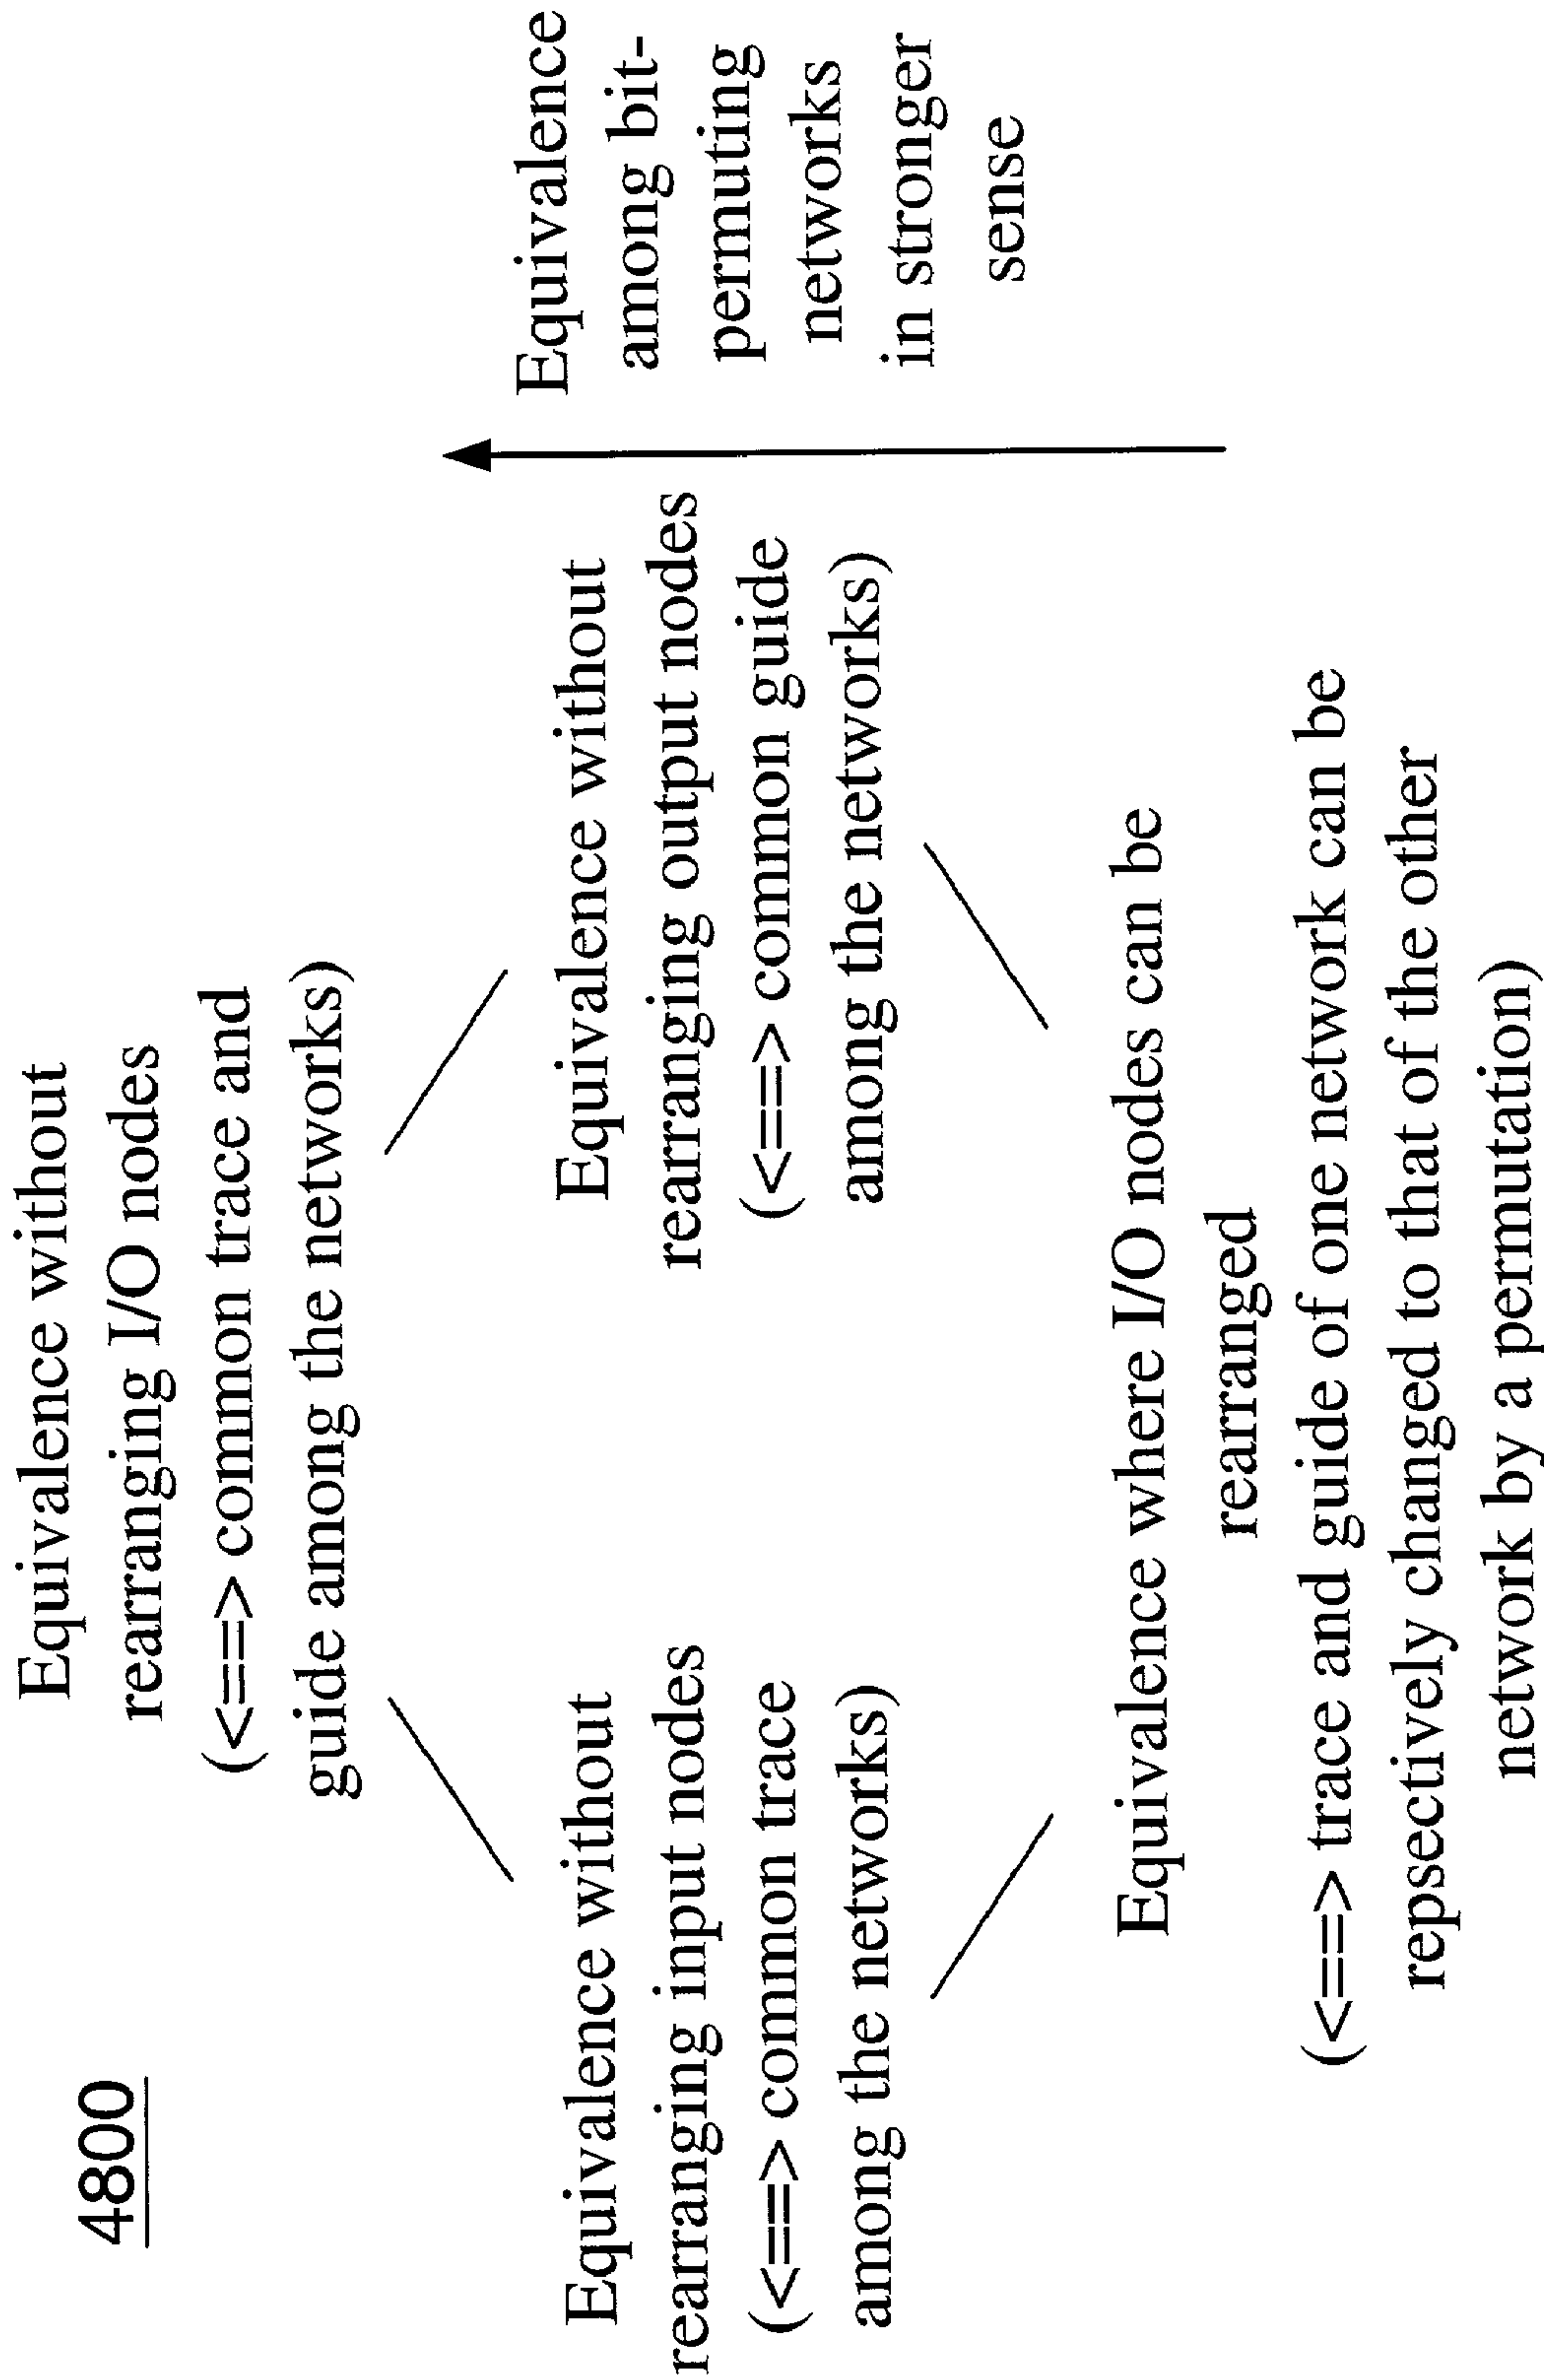 4800
Equivalence without
rearranging I/O nodes
(<==> common trace and
guide among the networks)
Equivalence without
rearranging input nodes
(<==> common trace
among the networks)
Equivalence without
rearranging output nodes
(<==> common guide
among the networks)
Equivalence where I/O nodes can be
rearranged
(<==> trace and guide of one network can be
repsectively changed to that of the other
network by a permutation)
Equivalence
among bit-
permuting
networks
in stronger
sense